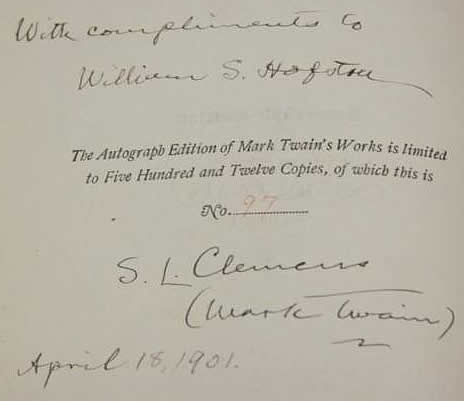 With compliments to
William S. Hofstra
The Autograph Edition of Mark Twain's Works is limited
to Five Hundred and Twelve Copies, of which this is
No. 97
S. L. Clemens
(Mark Twain)
April 18, 1901.